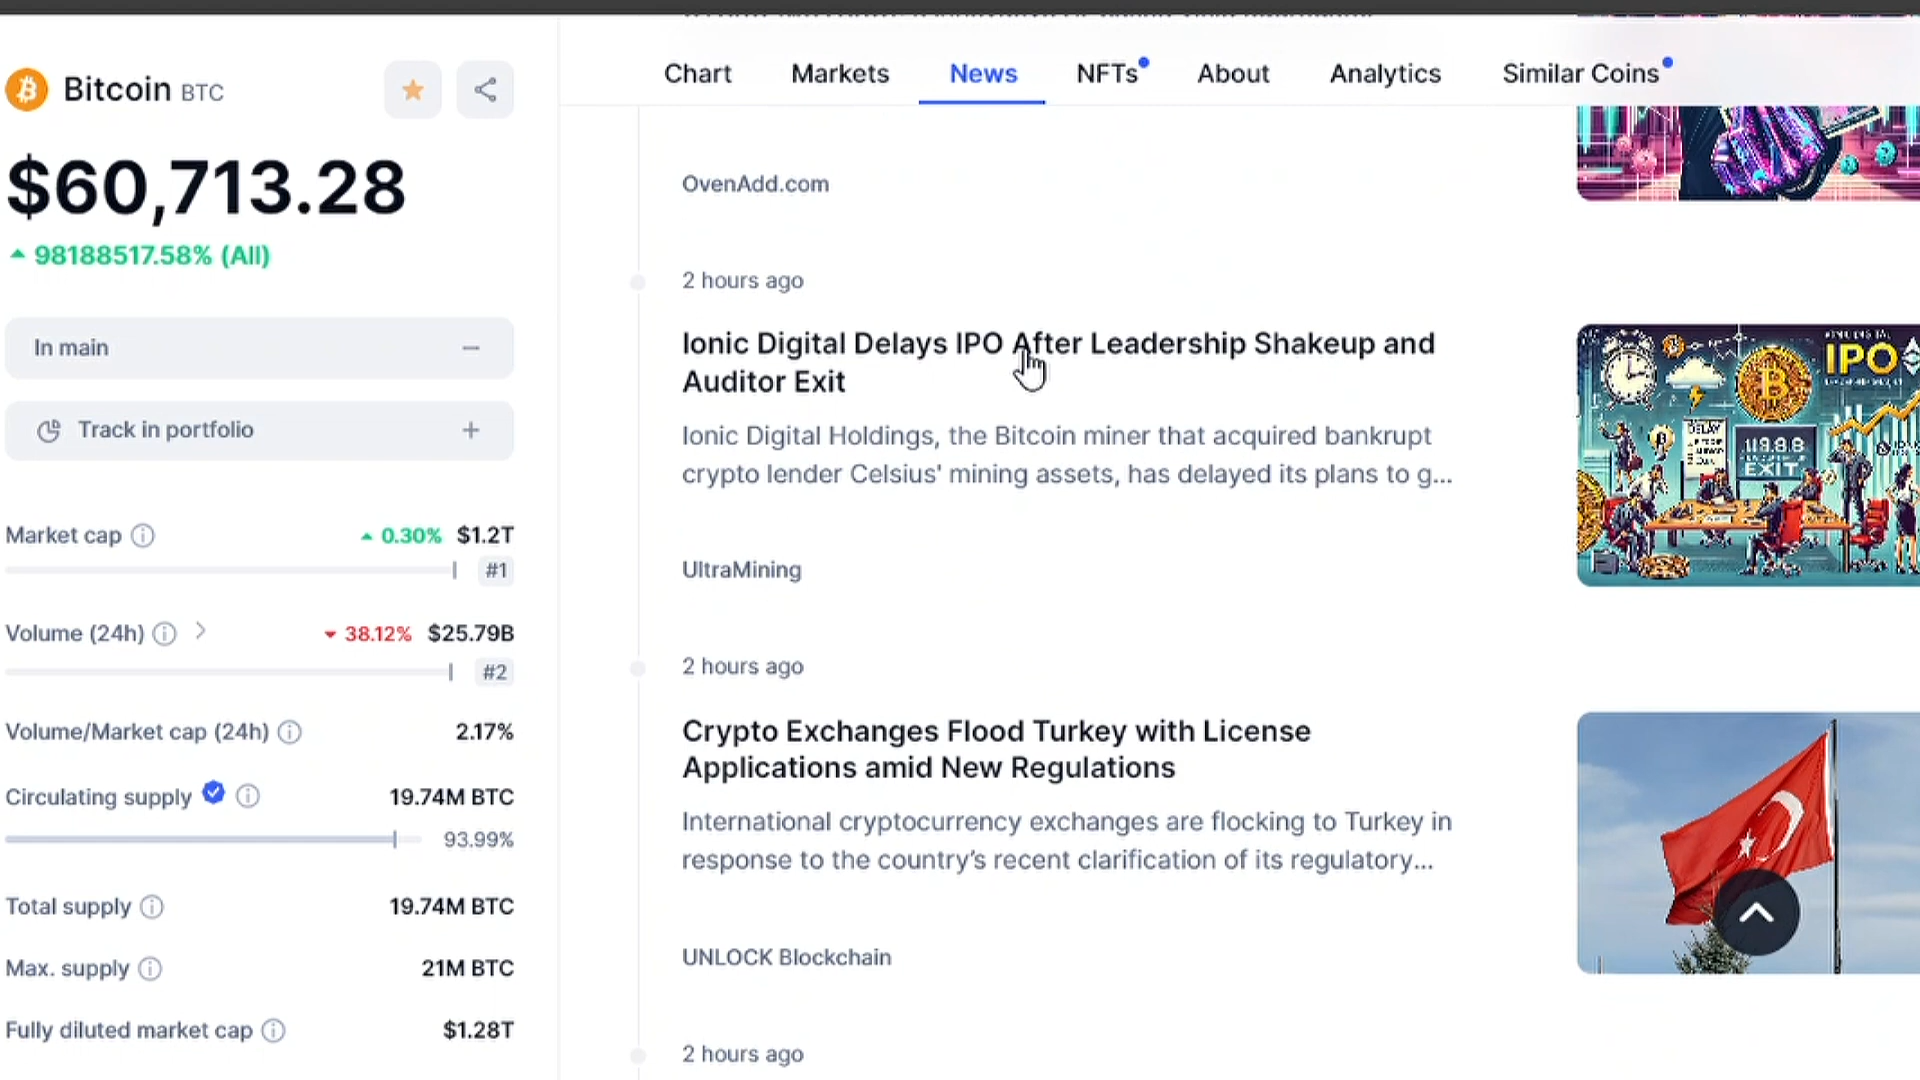 Bitcoin BTC
$60,713.28
98188517.58% (All)
In main
Track in portfolio
Market cap 0.30% $1.2T
#1
Volume (24h) 38.12% $25.79B
#2
Volume/Market cap (24h) 2.17%
Circulating supply 19.74M BTC
93.99%
Total supply 19.74M BTC
Max. supply 21M BTC
Fully diluted market cap $1.28T
Chart Markets News NFTs About Analytics Similar Coins
OvenAdd.com
2 hours ago
Ionic Digital Delays IPO After Leadership Shakeup and
Auditor Exit
Ionic Digital Holdings, the Bitcoin miner that acquired bankrupt
crypto lender Celsius' mining assets, has delayed its plans to g...
UltraMining
IPO
DELAY
EXIT
2 hours ago
Crypto Exchanges Flood Turkey with License
Applications amid New Regulations
International cryptocurrency exchanges are flocking to Turkey in
response to the country’s recent clarification of its regulatory...
UNLOCK Blockchain
2 hours ago